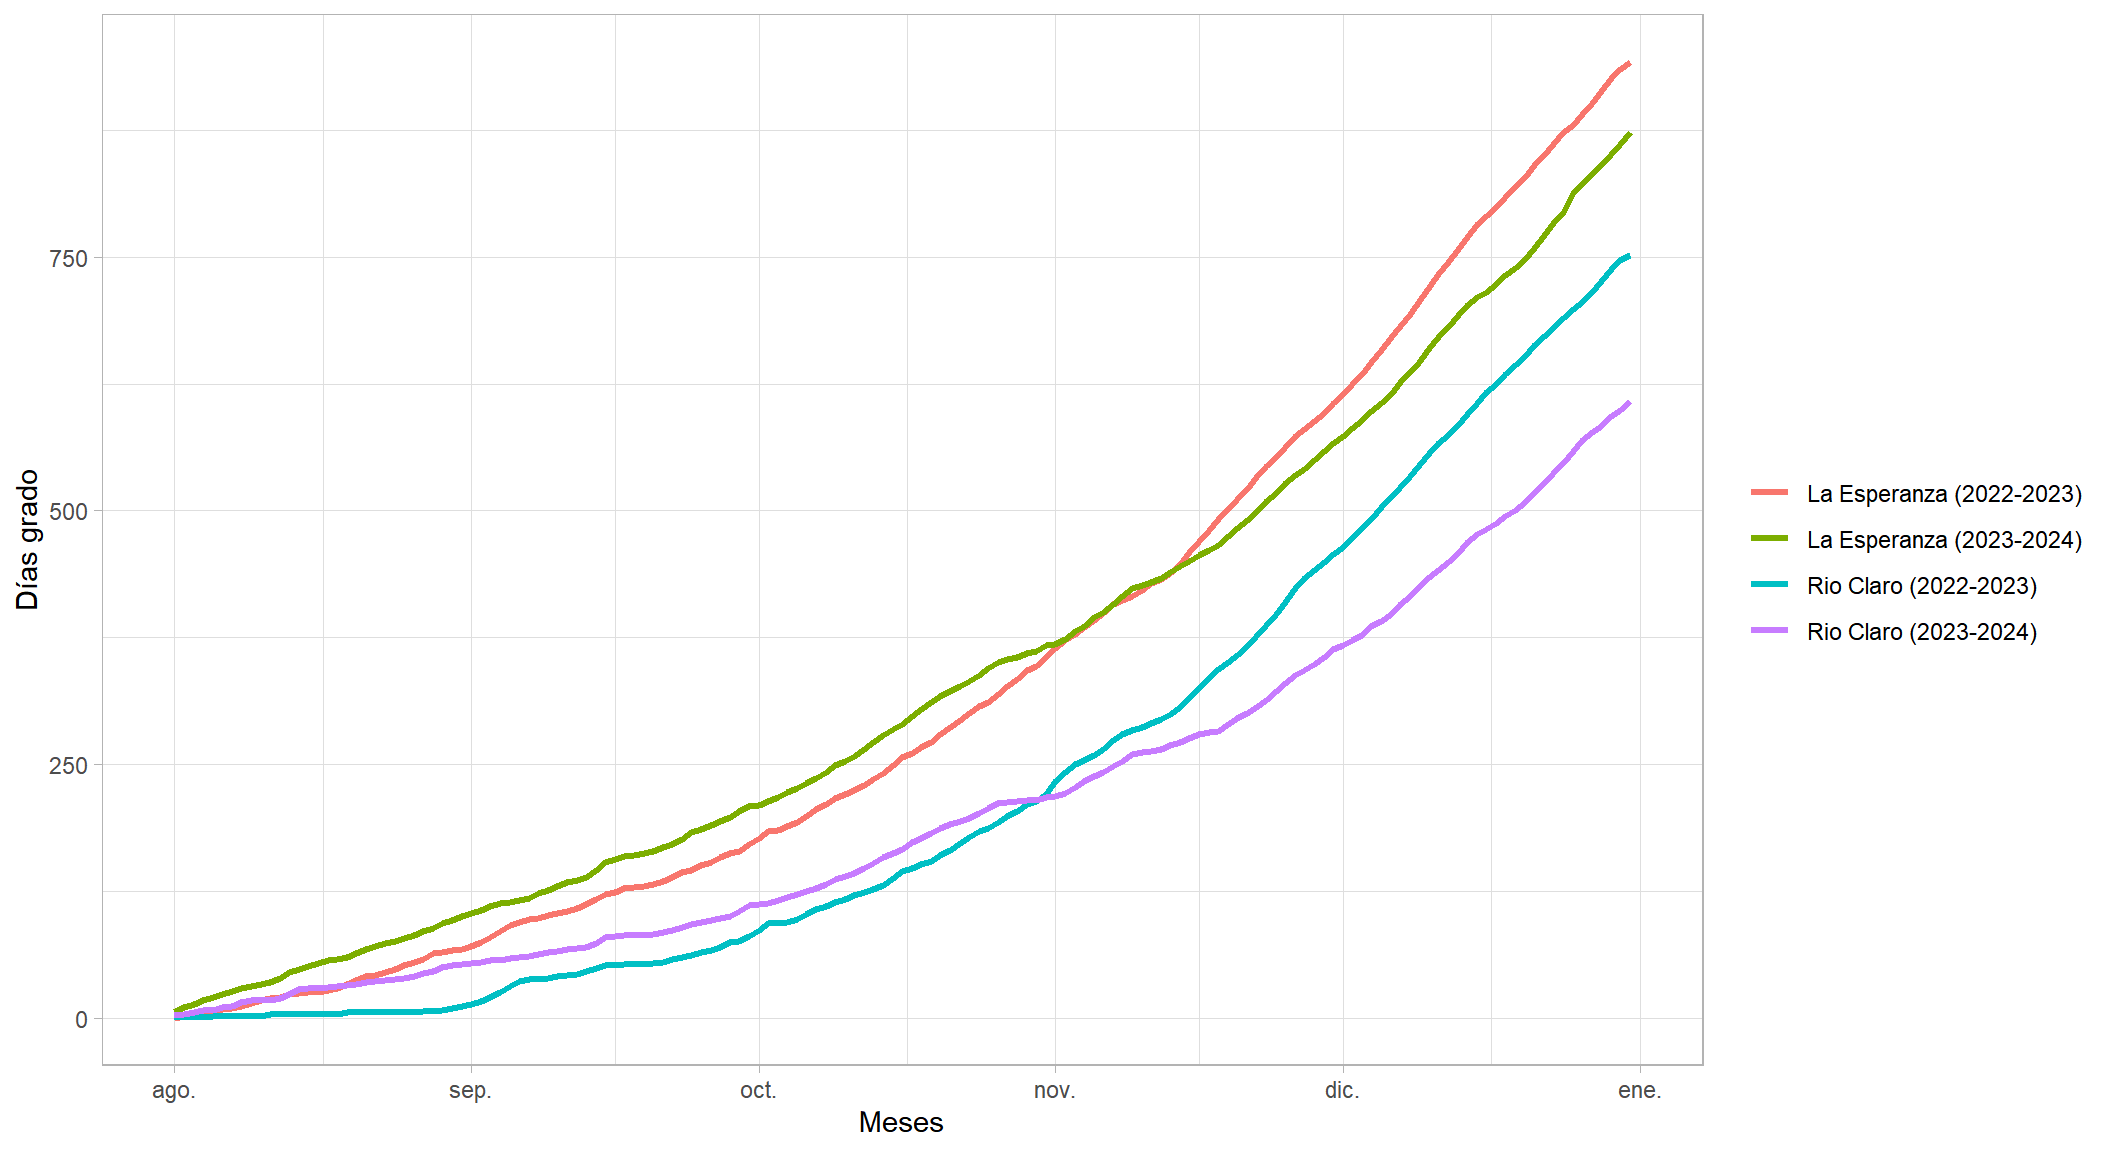 Días grado
750
500
250
0
ago.
sep.
oct.
nov.
dic.
ene.
Meses
La Esperanza (2022-2023)
La Esperanza (2023-2024)
Rio Claro (2022-2023)
Rio Claro (2023-2024)